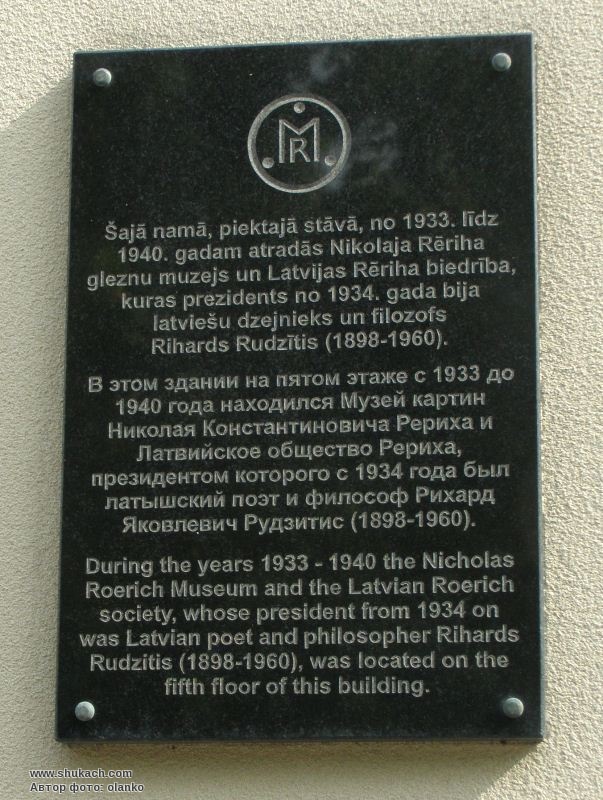 MR
Šajā namā, piektajā stāvā, no 1933. līdz
1940. gadam atradās Nikolaja Rēriha
gleznu muzejs un Latvijas Rēriha biedrība,
kuras prezidents no 1934. gada bija
latviešu dzejnieks un filozofs
Rihards Rudzītis (1898-1960).
В этом здании на пятом этаже с 1933 до
1940 года находился Музей картин
Николая Константиновича Рериха и
Латвийское общество Рериха,
президентом которого с 1934 года был
латышский поэт и философ Рихард
Яковлевич Рудзитис (1898-1960).
During the years 1933 - 1940 the Nicholas
Roerich Museum and the Latvian Roerich
society, whose president from 1934 on
was Latvian poet and philosopher Rihards
Rudzitis (1898-1960), was located on the
fifth floor of this building.
www.shukach.com
Автор фото: olanko